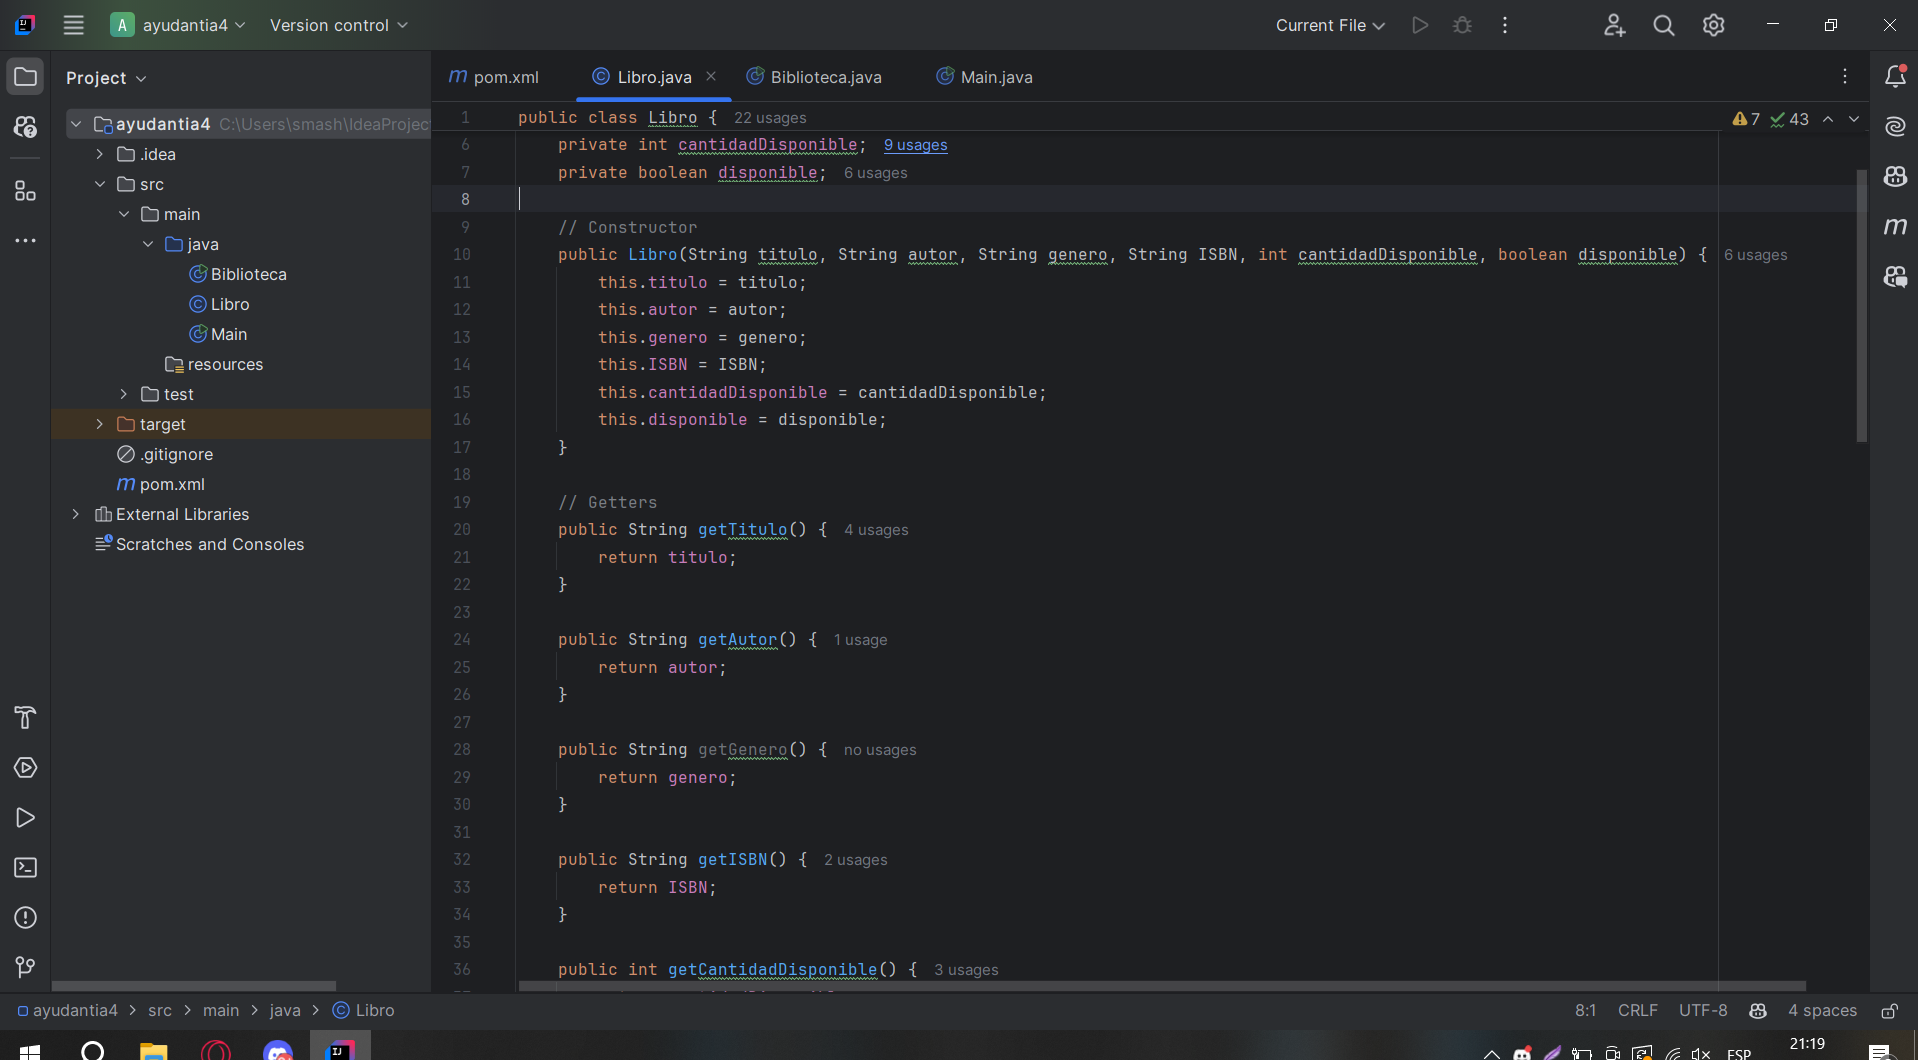 A ayudantia4 Version control Current File
Project
pom.xml Libro.java Biblioteca.java Main.java
ayudantia4 C:\Users\smash\IdeaProjec
.idea
src
main
java
Biblioteca
Libro
Main
resources
test
target
.gitignore
pom.xml
External Libraries
Scratches and Consoles
1 public class Libro { 22 usages
7 43
6 private int cantidadDisponible; 9 usages
7 private boolean disponible; 6 usages
8
9 // Constructor
10 public Libro(String titulo, String autor, String genero, String ISBN, int cantidadDisponible, boolean disponible) { 6 usages
11 this.titulo = titulo;
12 this.autor = autor;
13 this.genero = genero;
14 this.ISBN = ISBN;
15 this.cantidadDisponible = cantidadDisponible;
16 this.disponible = disponible;
17 }
18
19 // Getters
20 public String getTitulo() { 4 usages
21 return titulo;
22 }
23
24 public String getAutor() { 1 usage
25 return autor;
26 }
27
28 public String getGenero() { no usages
29 return genero;
30 }
31
32 public String getISBN() { 2 usages
33 return ISBN;
34 }
35
36 public int getCantidadDisponible() { 3 usages
ayudantia4 > src > main > java > Libro
8:1 CRLF UTF-8 4 spaces
ESP
21:19